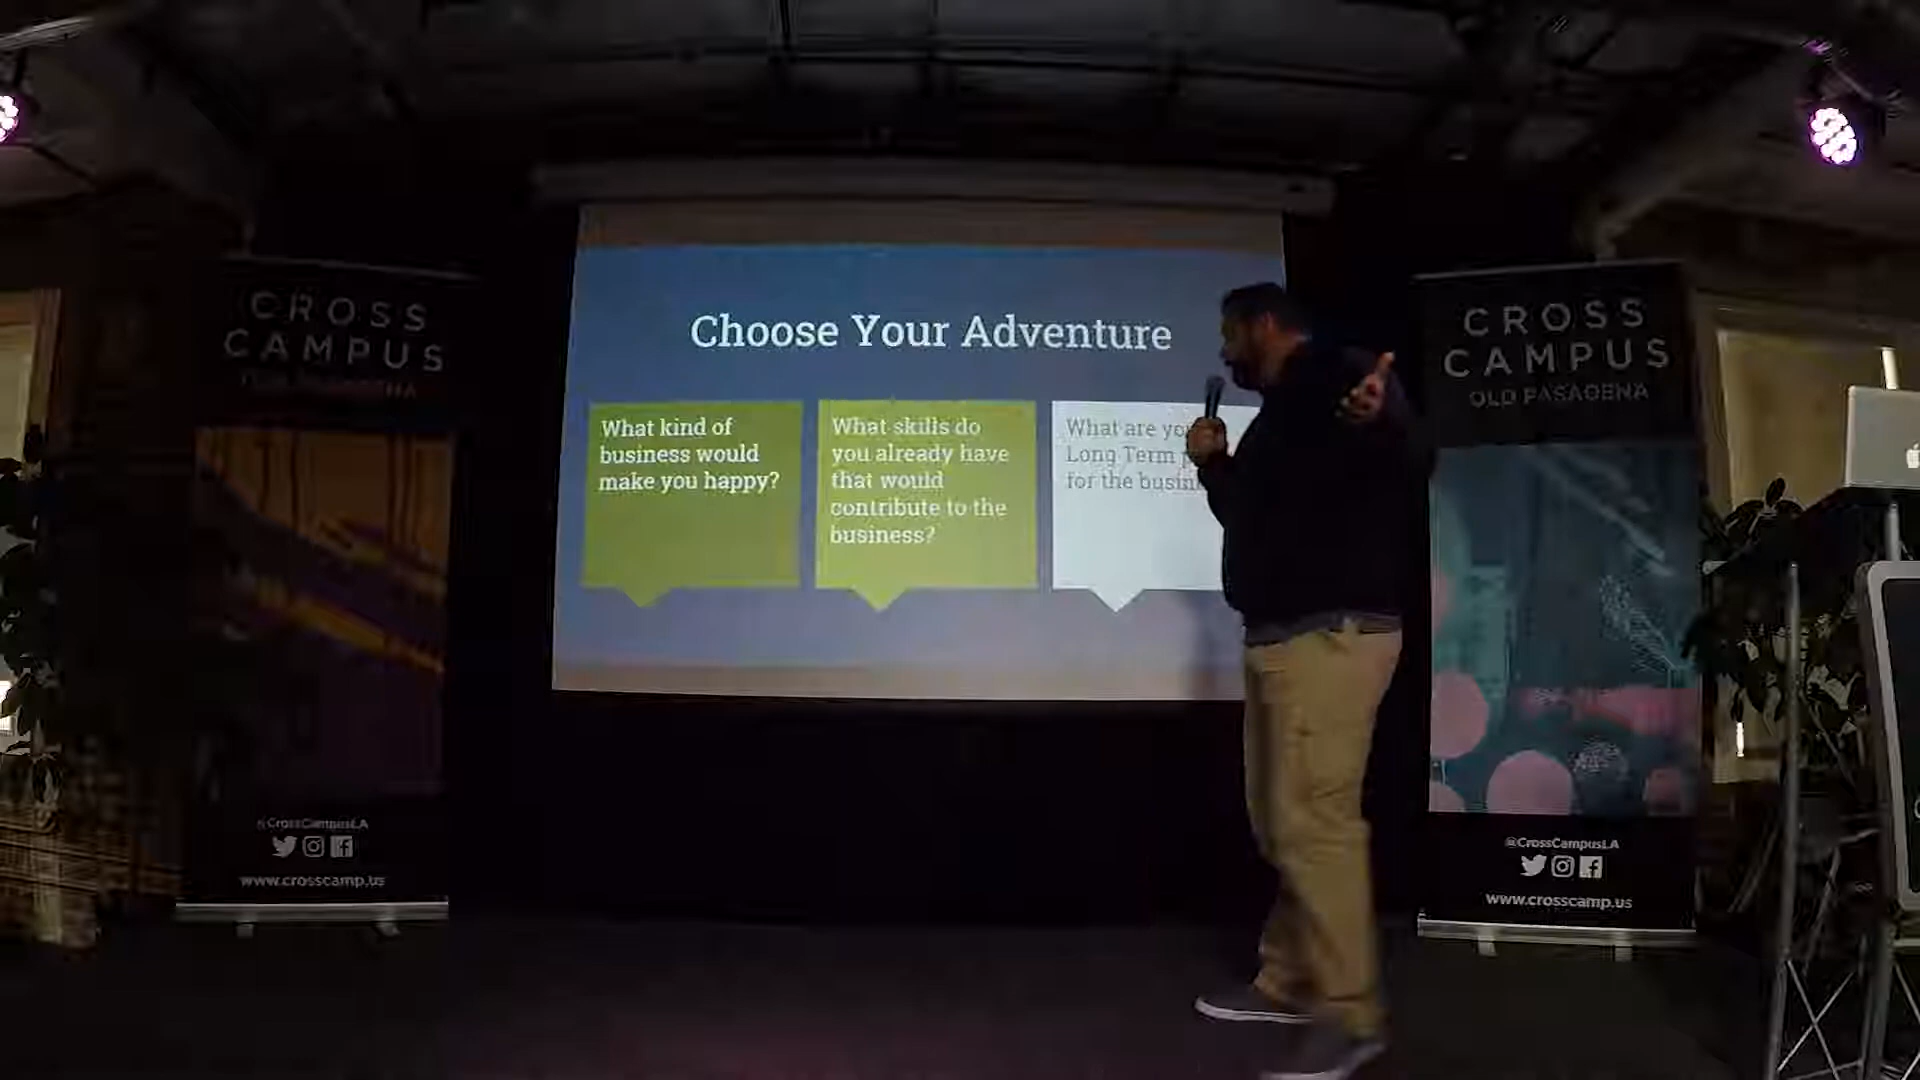 CROSS
CAMPUS
@CrossCampusLA
www.crosscamp.us
Choose Your Adventure
What kind of
business would
make you happy?
What skills do
you already have
that would
contribute to the
business?
What are
Long Term
for the
CROSS
CAMPUS
OLD PASADENA
@CrossCampusLA
www.crosscamp.us